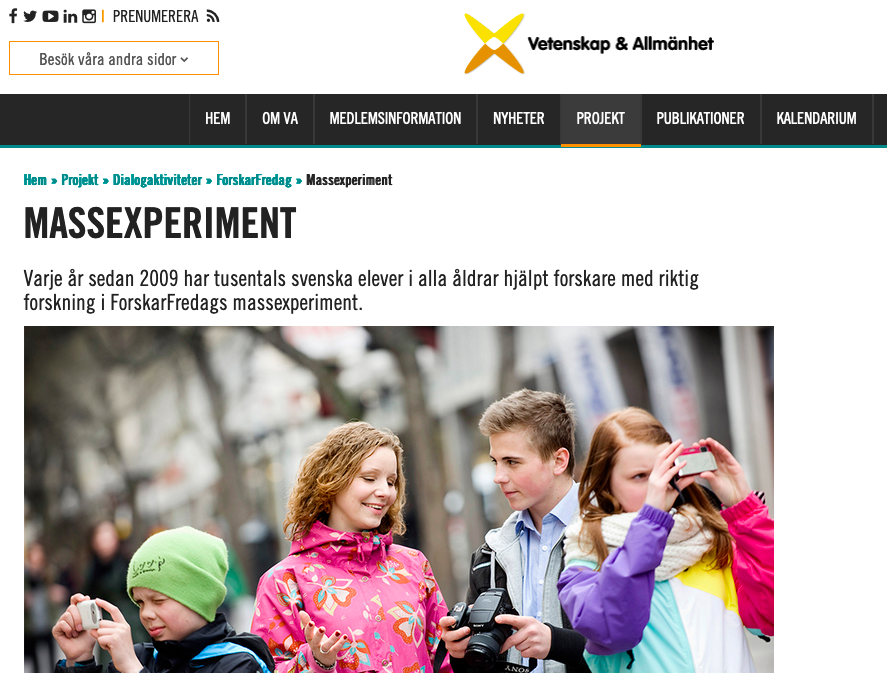 PRENUMERERA
Besök våra andra sidor
Vetenskap & Allmänhet
HEM OM VA MEDLEMSINFORMATION NYHETER PROJEKT PUBLIKATIONER KALENDARIUM
Hem » Projekt » Dialogaktiviteter » ForskarFredag » Massexperiment
MASSEXPERIMENT
Varje år sedan 2009 har tusentals svenska elever i alla åldrar hjälpt forskare med riktig
forskning i ForskarFredags massexperiment.
SONY